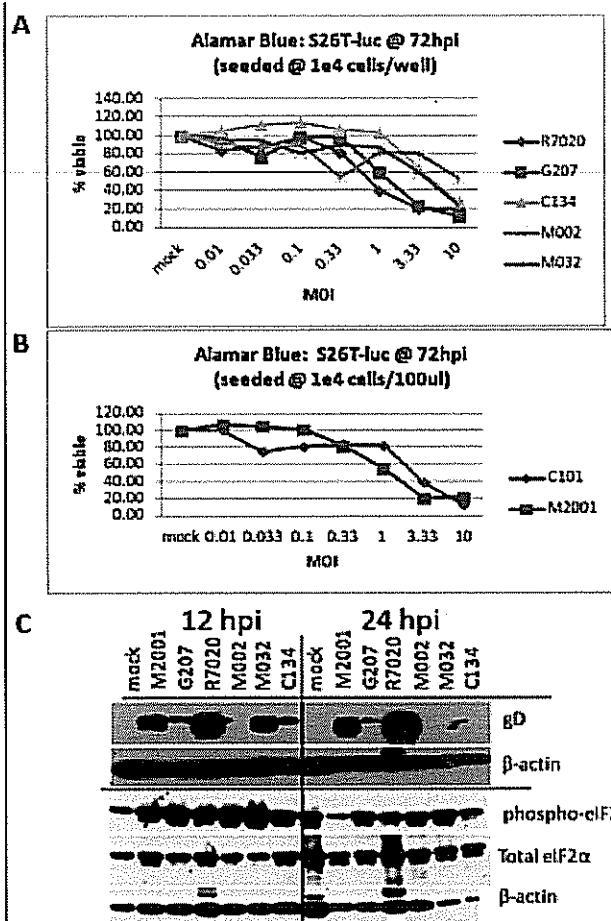 A
Alamar Blue: S26T-luc @ 72hpi
(seeded @ 1e4 cells/well)
140.00
120.00
100.00
80.00
60.00
40.00
20.00
0.00
% viable
mock 0.01 0.033 0.1 0.33 1 3.33 10
MOI
R7020
G207
C134
M002
M032
B
Alamar Blue: S26T-luc @ 72hpi
(seeded @ 1e4 cells/100ul)
120.00
100.00
80.00
60.00
40.00
20.00
0.00
% viable
mock 0.01 0.033 0.1 0.33 1 3.33 10
MOI
C101
M2001
C
12 hpi 24 hpi
mock M2001 G207 R7020 M002 M032 C134 mock M2001 G207 R7020 M002 M032 C134
gD
β-actin
phospho-eIF2
Total eIF2α
β-actin